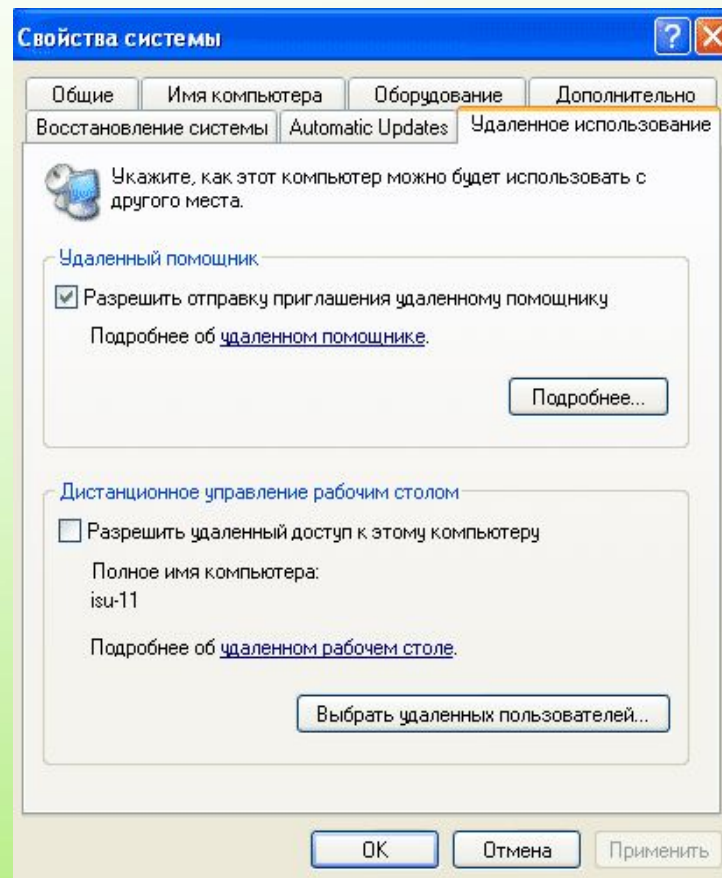 Свойства системы
Общие
Имя компьютера
Оборудование
Дополнительно
Восстановление системы
Automatic Updates
Удаленное использование
Укажите, как этот компьютер можно будет использовать с
другого места.
Удаленный помощник
Разрешить отправку приглашения удаленному помощнику
Подробнее об удаленном помощнике.
Подробнее...
Дистанционное управление рабочим столом
Разрешить удаленный доступ к этому компьютеру
Полное имя компьютера:
isu-11
Подробнее об удаленном рабочем столе.
Выбрать удаленных пользователей...
OK
Отмена
Применить